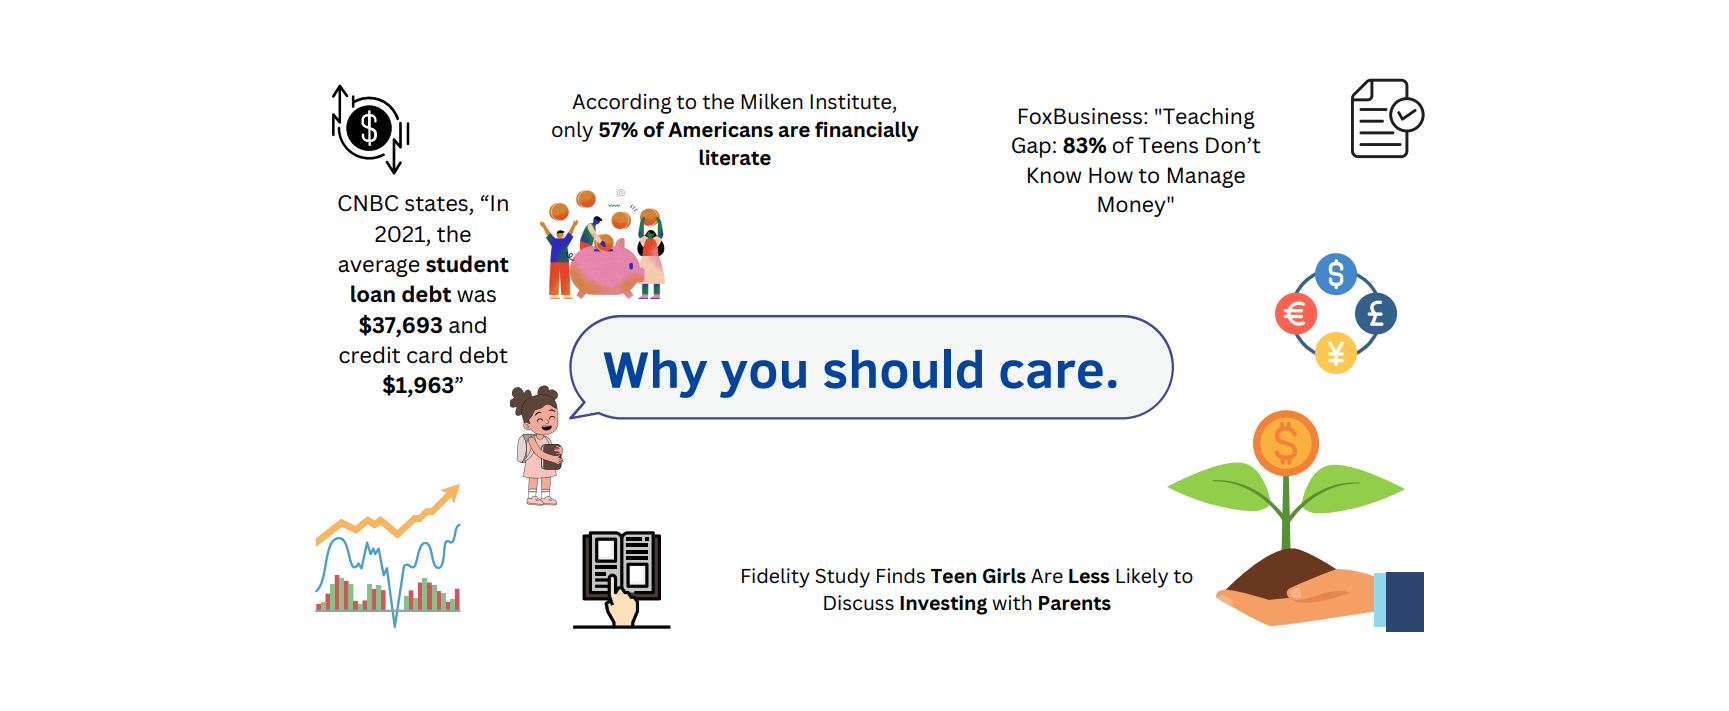 According to the Milken Institute,
only 57% of Americans are financially
literate
FoxBusiness: "Teaching
Gap: 83% of Teens Don’t
Know How to Manage
Money"
CNBC states, “In
2021, the
average student
loan debt was
$37,693 and
credit card debt
$1,963”
Why you should care.
Fidelity Study Finds Teen Girls Are Less Likely to
Discuss Investing with Parents